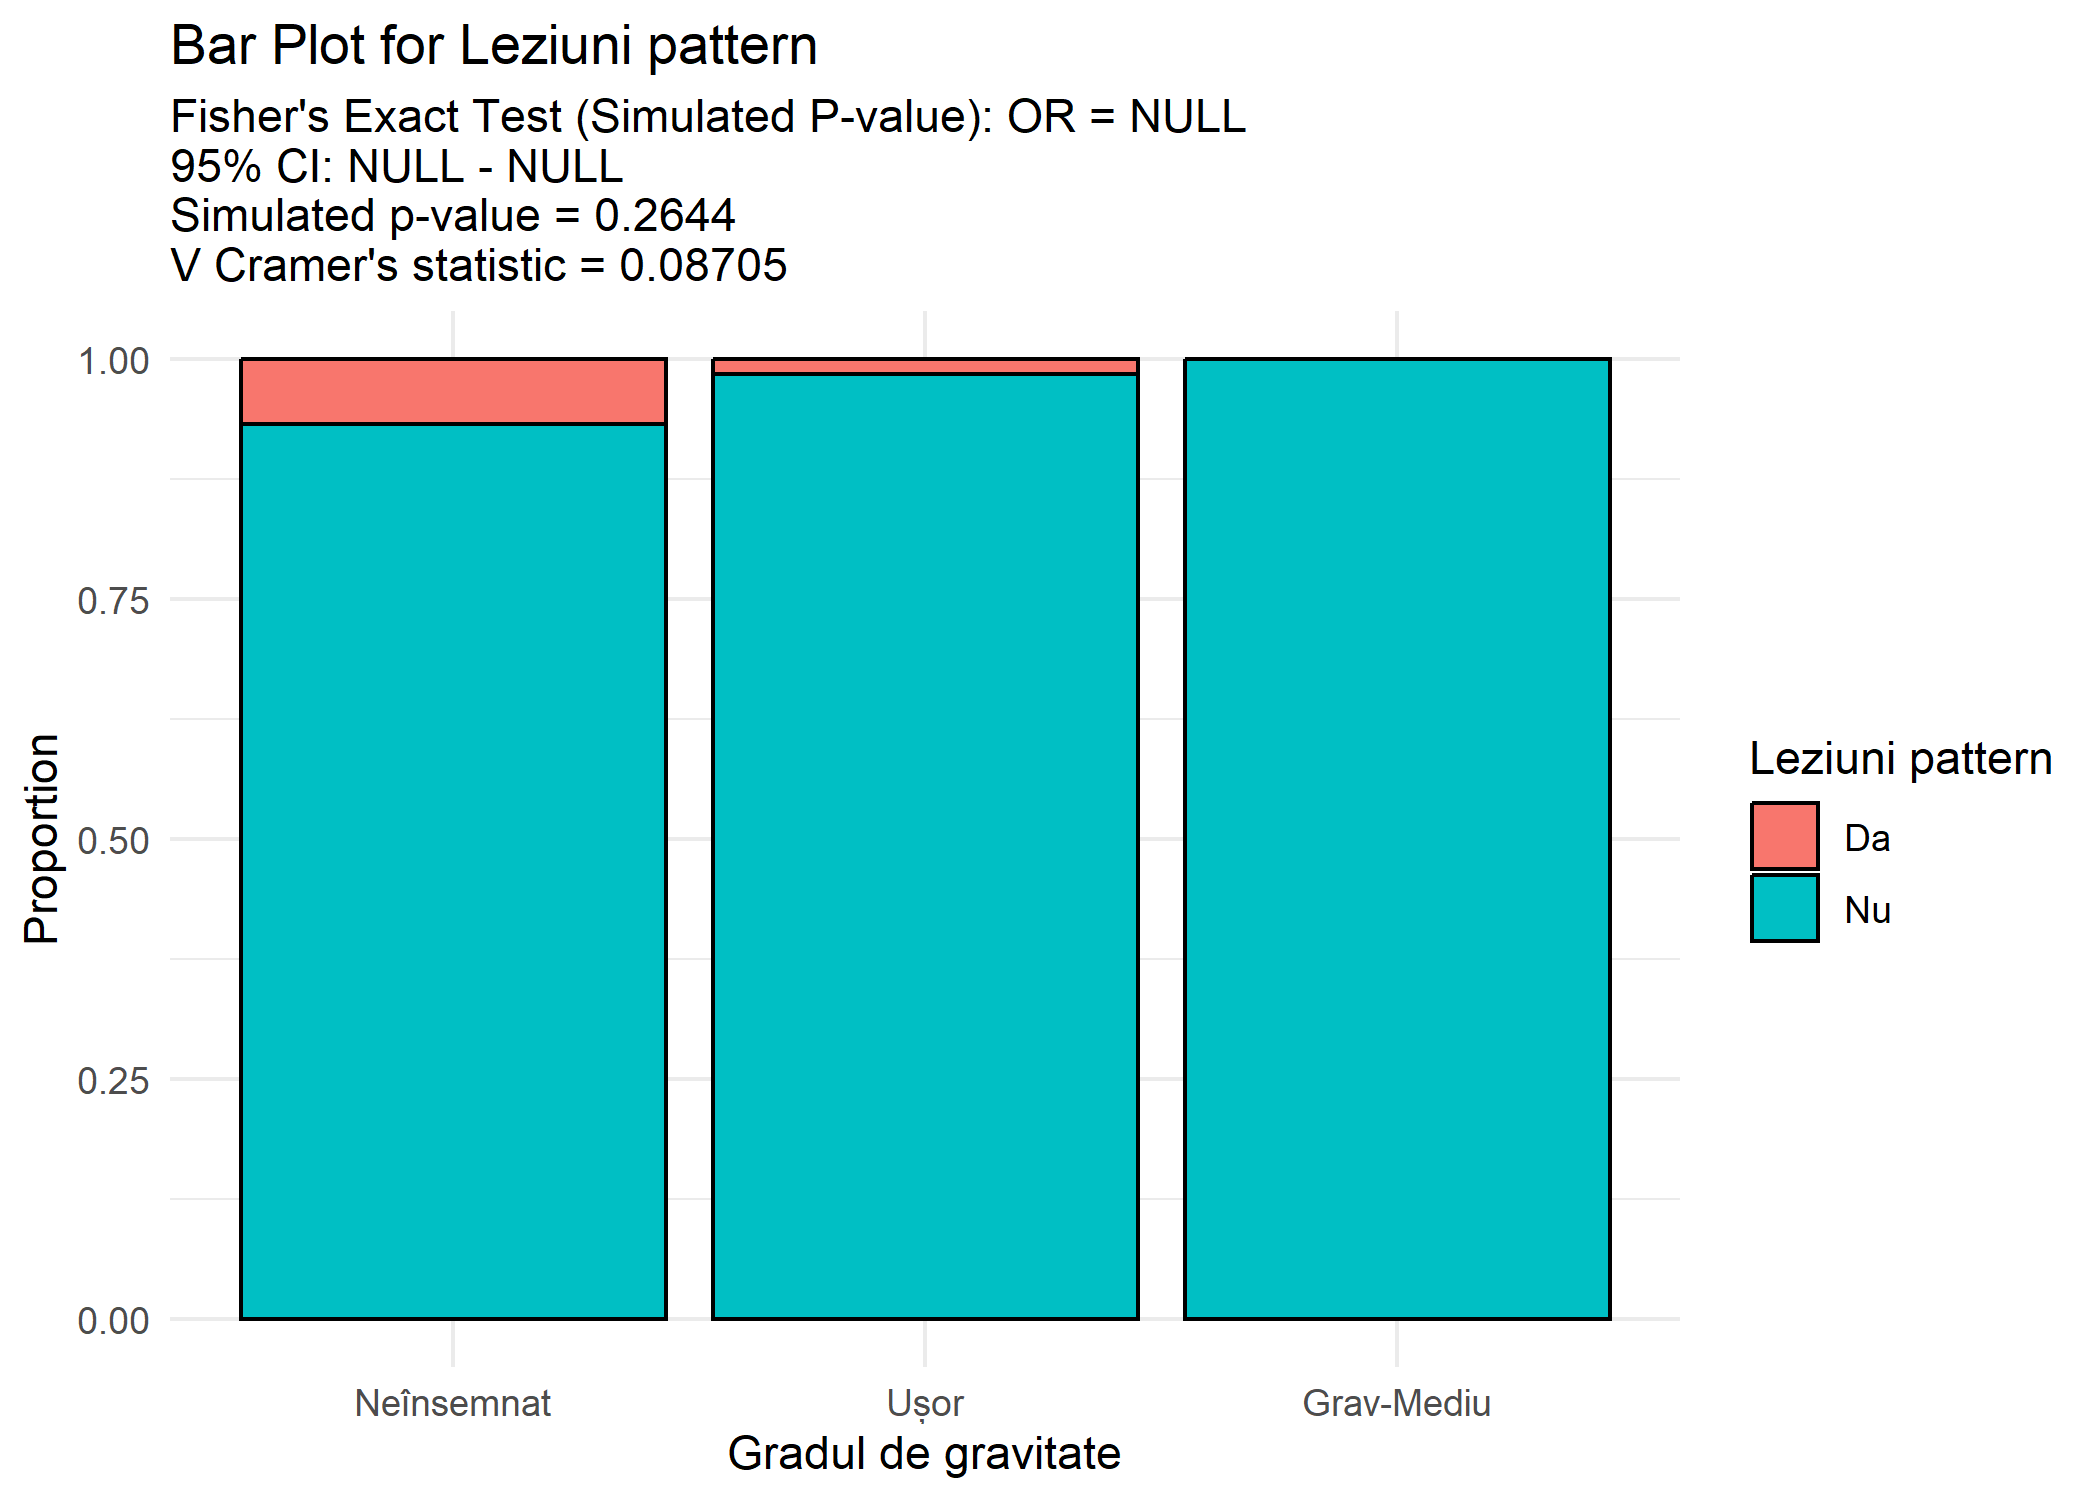 Bar Plot for Leziuni pattern
Fisher's Exact Test (Simulated P-value): OR = NULL
95% CI: NULL - NULL
Simulated p-value = 0.2644
V Cramer's statistic = 0.08705
1.00
0.75
0.50
0.25
0.00
Proportion
Neînsemnat
Ușor
Grav-Mediu
Gradul de gravitate
Leziuni pattern
Da
Nu